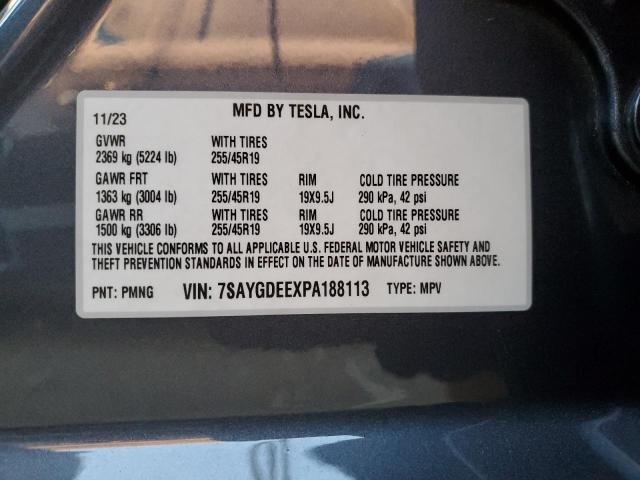 MFD BY TESLA, INC.
11/23
GVWR WITH TIRES
2369 kg (5224 lb) 255/45R19
GAWR FRT WITH TIRES RIM COLD TIRE PRESSURE
1363 kg (3004 lb) 255/45R19 19X9.5J 290 kPa, 42 psi
GAWR RR WITH TIRES RIM COLD TIRE PRESSURE
1500 kg (3306 lb) 255/45R19 19X9.5J 290 kPa, 42 psi
THIS VEHICLE CONFORMS TO ALL APPLICABLE U.S. FEDERAL MOTOR VEHICLE SAFETY AND
THEFT PREVENTION STANDARDS IN EFFECT ON THE DATE OF MANUFACTURE SHOWN ABOVE.
PNT: PMNG VIN: 7SAYGDEEXPA188113 TYPE: MPV